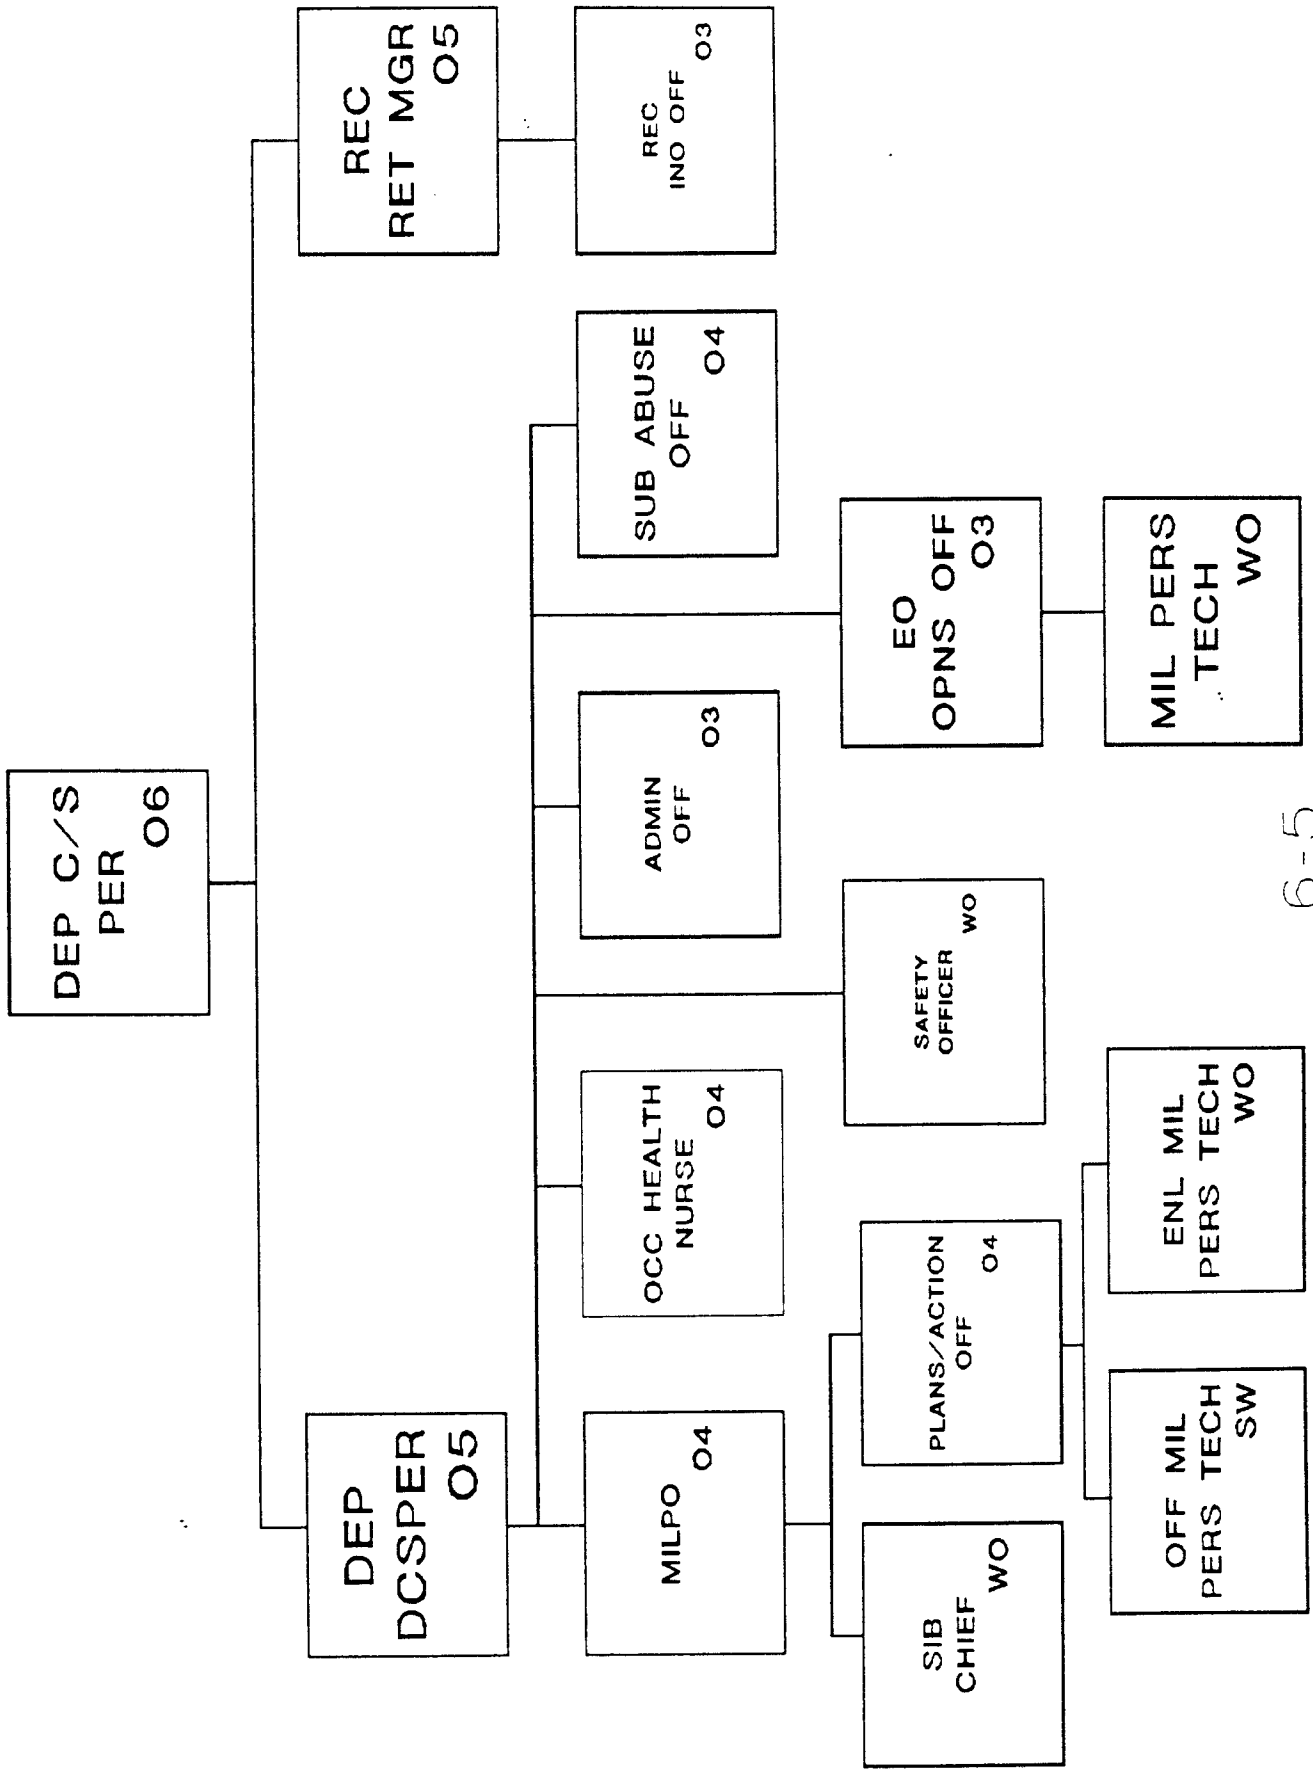 DEP C/S
PER
O6
DEP
DCSPER
O5
REC
RET MGR
O5
MILPO
O4
OCC HEALTH
NURSE
O4
ADMIN
OFF
O3
SUB ABUSE
OFF
O4
REC
INO OFF
O3
SIB
CHIEF
WO
PLANS/ACTION
OFF
O4
SAFETY
OFFICER
WO
EO
OPNS OFF
O3
OFF MIL
PERS TECH
SW
ENL MIL
PERS TECH
WO
MIL PERS
TECH
WO
6-5